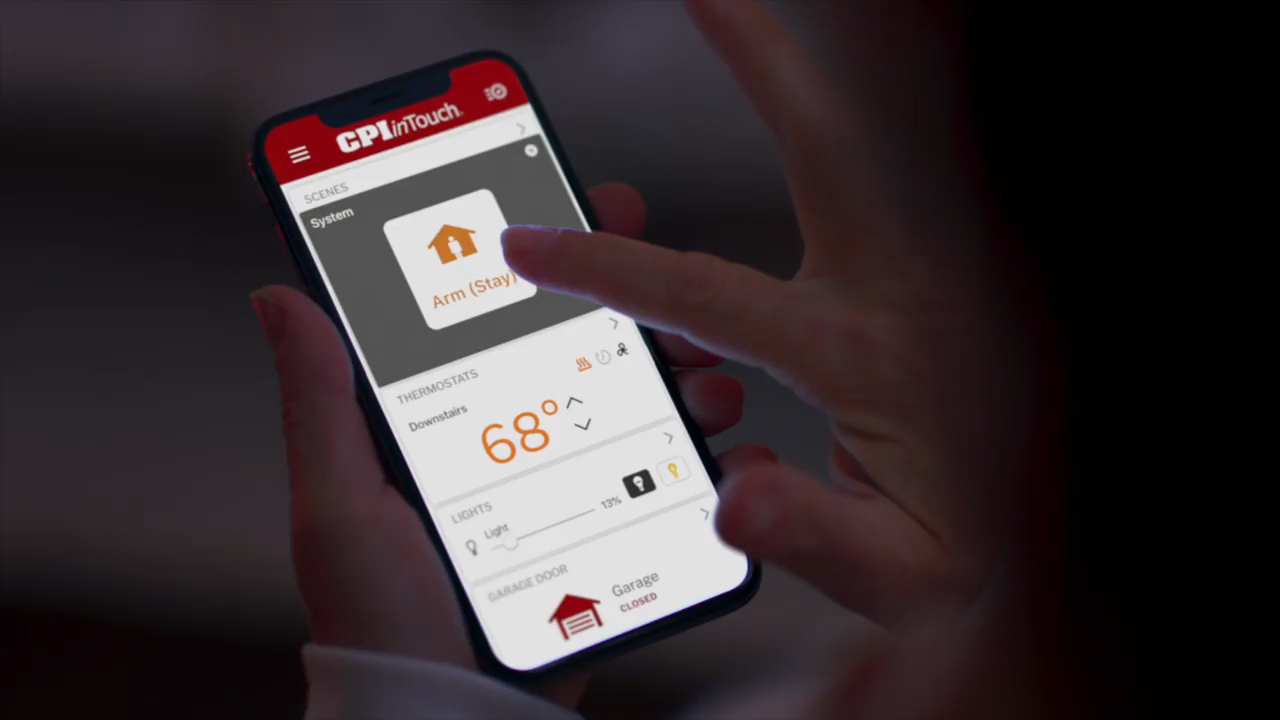 CPI inTouch
SCENES
System
Arm (Stay)
THERMOSTATS
Downstairs
68°
LIGHTS
Light
13%
GARAGE DOOR
Garage
CLOSED